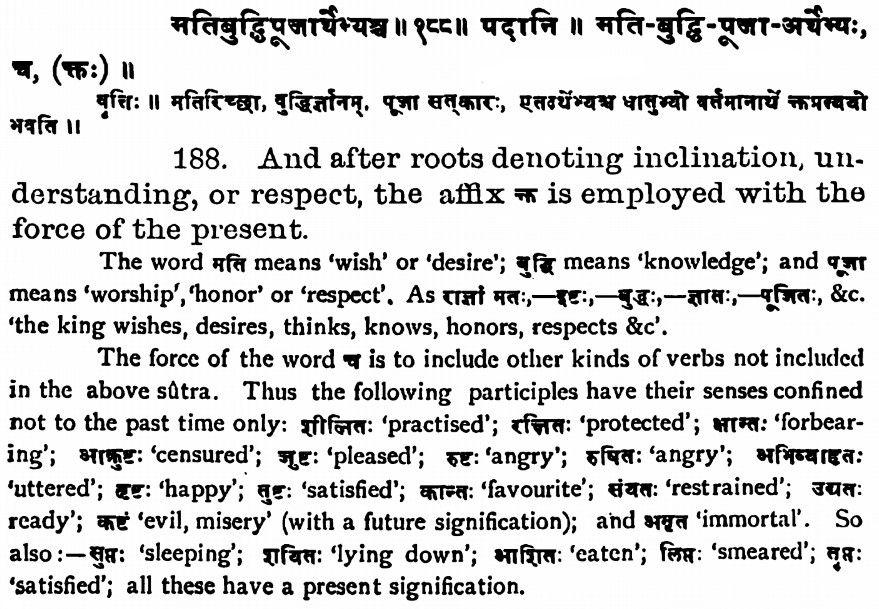 मतिबुद्धिपूजार्थेभ्यश्च ॥ १८८ ॥ पदानि ॥ मति-बुद्धि-पूजा-अर्थेभ्यः,
च, (क्तः) ॥
वृत्तिः ॥ मतिरिच्छा, बुद्धिर्ज्ञानम्, पूजा सत्कारः, एतदर्थेभ्यश्च धातुभ्यो वर्तमानार्थे क्तप्रत्ययो
भवति ॥
188. And after roots denoting inclination, un-
derstanding, or respect, the affix क्त is employed with the
force of the present.
The word मति means ‘wish’ or ‘desire’; बुद्धि means ‘knowledge’; and पूजा
means ‘worship’, ‘honor’ or ‘respect’. As राज्ञां मतः,—इष्टः,—बुद्धः,—ज्ञातः,—पूजितः, &c.
‘the king wishes, desires, thinks, knows, honors, respects &c’.
The force of the word च is to include other kinds of verbs not included
in the above sûtra. Thus the following participles have their senses confined
not to the past time only: शीलितः ‘practised’; रक्षितः ‘protected’; क्षान्तः ‘forbear-
ing’; आक्रुष्टः ‘censured’; जुष्टः ‘pleased’; रुष्टः ‘angry’; रुषितः ‘angry’; अभिव्याहृतः
‘uttered’; हृष्टः ‘happy’; तुष्टः ‘satisfied’; कान्तः ‘favourite’; संयतः ‘restrained’; उद्यतः
ready’; कष्टं ‘evil, misery’ (with a future signification); and अमृत ‘immortal’. So
also :—सुप्तः ‘sleeping’; शयितः ‘lying down’; आशितः ‘eaten’; लिप्तः ‘smeared’; तृप्तः
‘satisfied’; all these have a present signification.